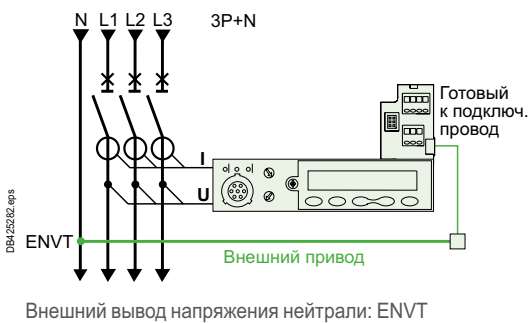 N L1 L2 L3 3P+N
Готовый
к подключ.
провод
I
U
DB425282.eps
ENVT
Внешний привод
Внешний вывод напряжения нейтрали: ENVT